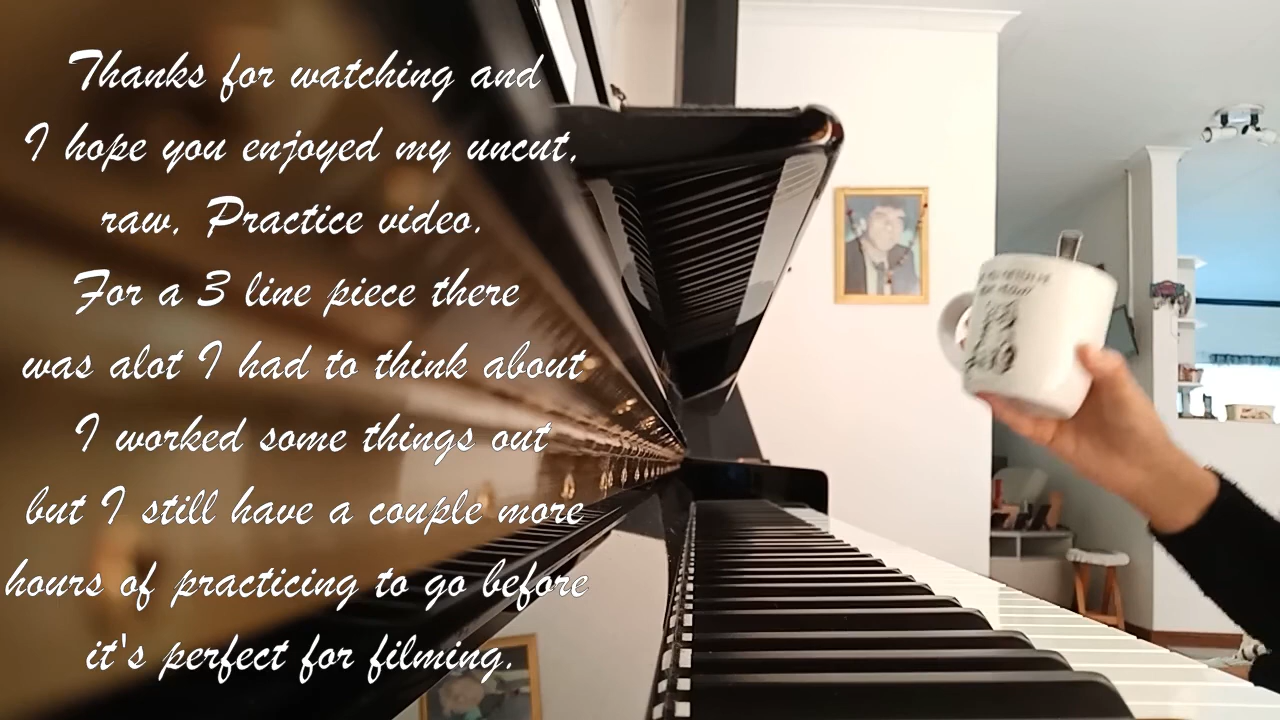 Thanks for watching and
I hope you enjoyed my uncut,
raw, Practice video.
For a 3 line piece there
was alot I had to think about
I worked some things out
but I still have a couple more
hours of practicing to go before
it's perfect for filming.